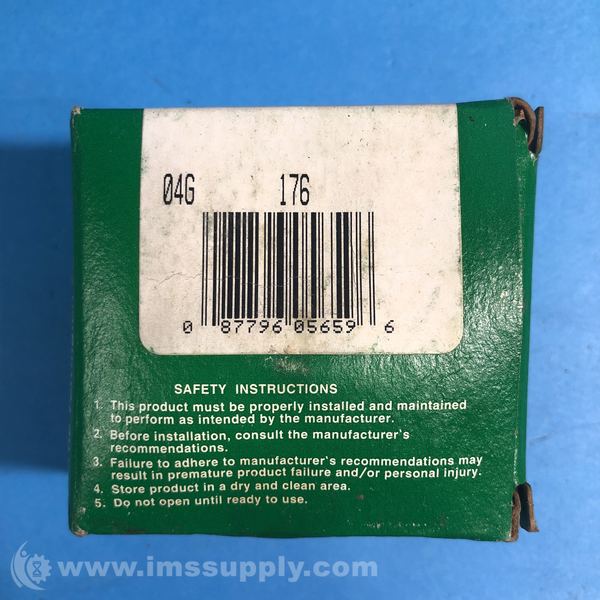 04G 176
0 87796 05659 6
SAFETY INSTRUCTIONS
1. This product must be properly installed and maintained
to perform as intended by the manufacturer.
2. Before installation, consult the manufacturer's
recommendations.
3. Failure to adhere to manufacturer's recommendations may
result in premature product failure and/or personal injury.
4. Store product in a dry and clean area.
5. Do not open until ready to use.
www.imssupply.com